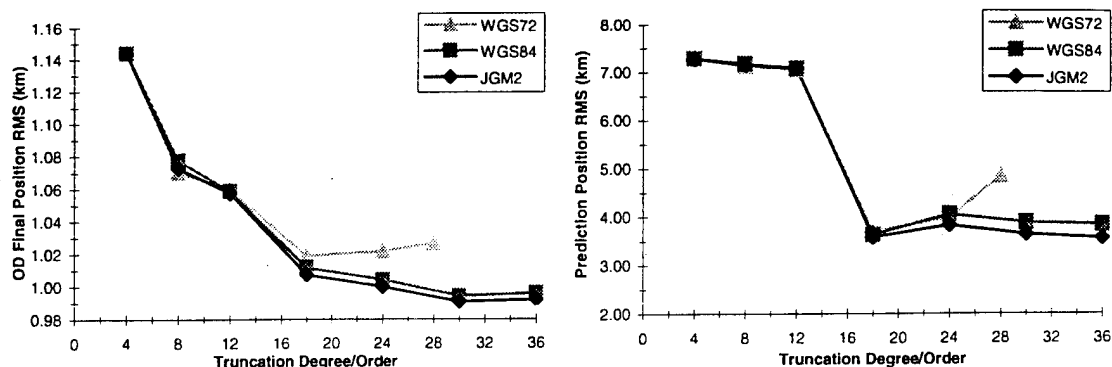 OD Final Position RMS (km)
1.16
1.14
1.12
1.10
1.08
1.06
1.04
1.02
1.00
0.98
0 4 8 12 16 20 24 28 32 36
Truncation Degree/Order
WGS72
WGS84
JGM2
Prediction Position RMS (km)
8.00
7.00
6.00
5.00
4.00
3.00
2.00
0 4 8 12 16 20 24 28 32 36
Truncation Degree/Order
WGS72
WGS84
JGM2